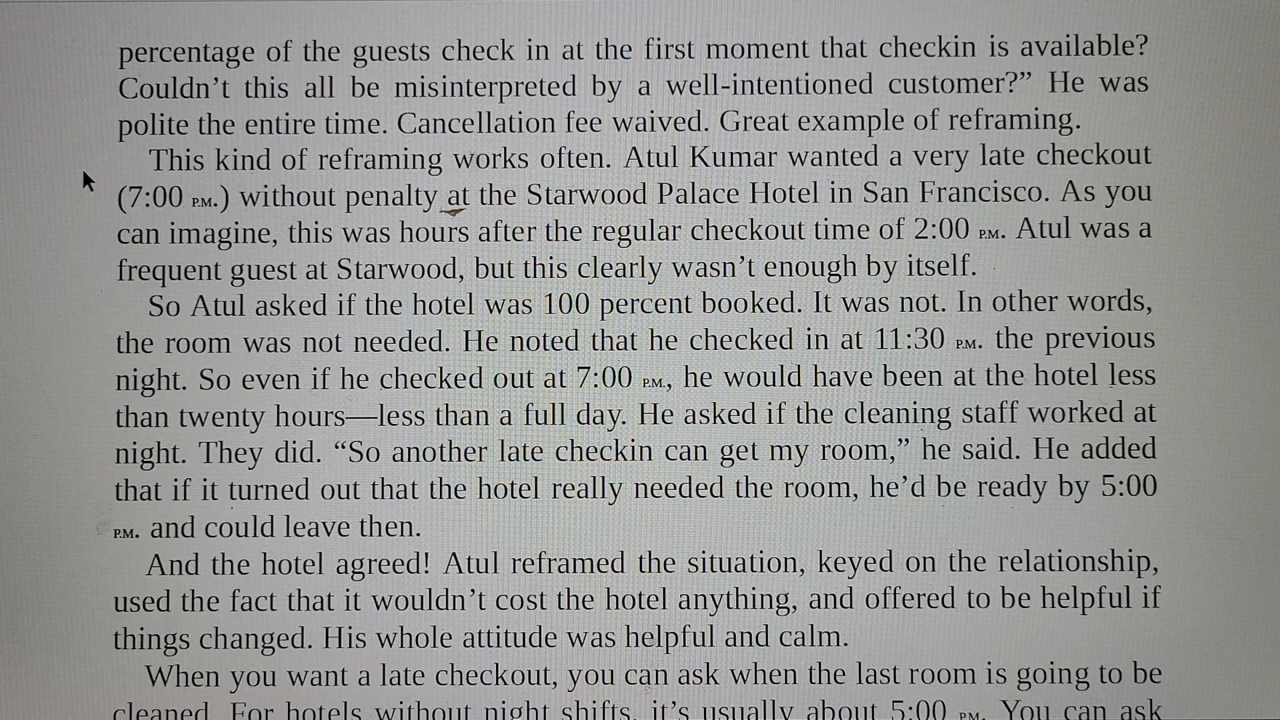 percentage of the guests check in at the first moment that checkin is available?
Couldn’t this all be misinterpreted by a well-intentioned customer?” He was
polite the entire time. Cancellation fee waived. Great example of reframing.
This kind of reframing works often. Atul Kumar wanted a very late checkout
(7:00 P.M.) without penalty at the Starwood Palace Hotel in San Francisco. As you
can imagine, this was hours after the regular checkout time of 2:00 P.M. Atul was a
frequent guest at Starwood, but this clearly wasn’t enough by itself.
So Atul asked if the hotel was 100 percent booked. It was not. In other words,
the room was not needed. He noted that he checked in at 11:30 P.M. the previous
night. So even if he checked out at 7:00 P.M., he would have been at the hotel less
than twenty hours—less than a full day. He asked if the cleaning staff worked at
night. They did. “So another late checkin can get my room,” he said. He added
that if it turned out that the hotel really needed the room, he’d be ready by 5:00
P.M. and could leave then.
And the hotel agreed! Atul reframed the situation, keyed on the relationship,
used the fact that it wouldn’t cost the hotel anything, and offered to be helpful if
things changed. His whole attitude was helpful and calm.
When you want a late checkout, you can ask when the last room is going to be
cleaned. For hotels without night shifts, it’s usually about 5:00 P.M. You can ask